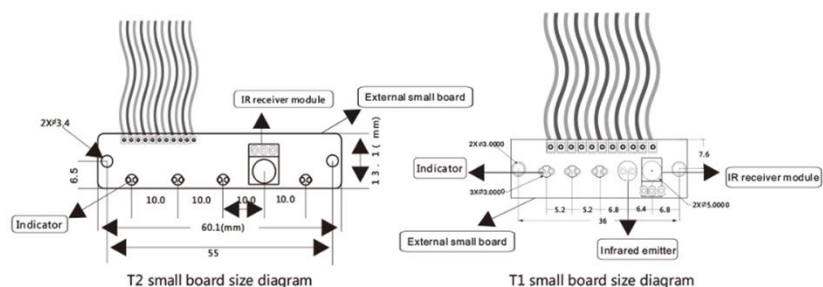 IR receiver module
External small board
2XØ3.4
6.5
13.1( mm)
Indicator
10.0
10.0
10.0
10.0
60.1(mm)
55
T2 small board size diagram
2XØ3.0000
7.6
Indicator
IR receiver module
3XØ3.0000
2XØ5.0000
5.2
5.2
6.8
6.4
6.8
36
External small board
Infrared emitter
T1 small board size diagram